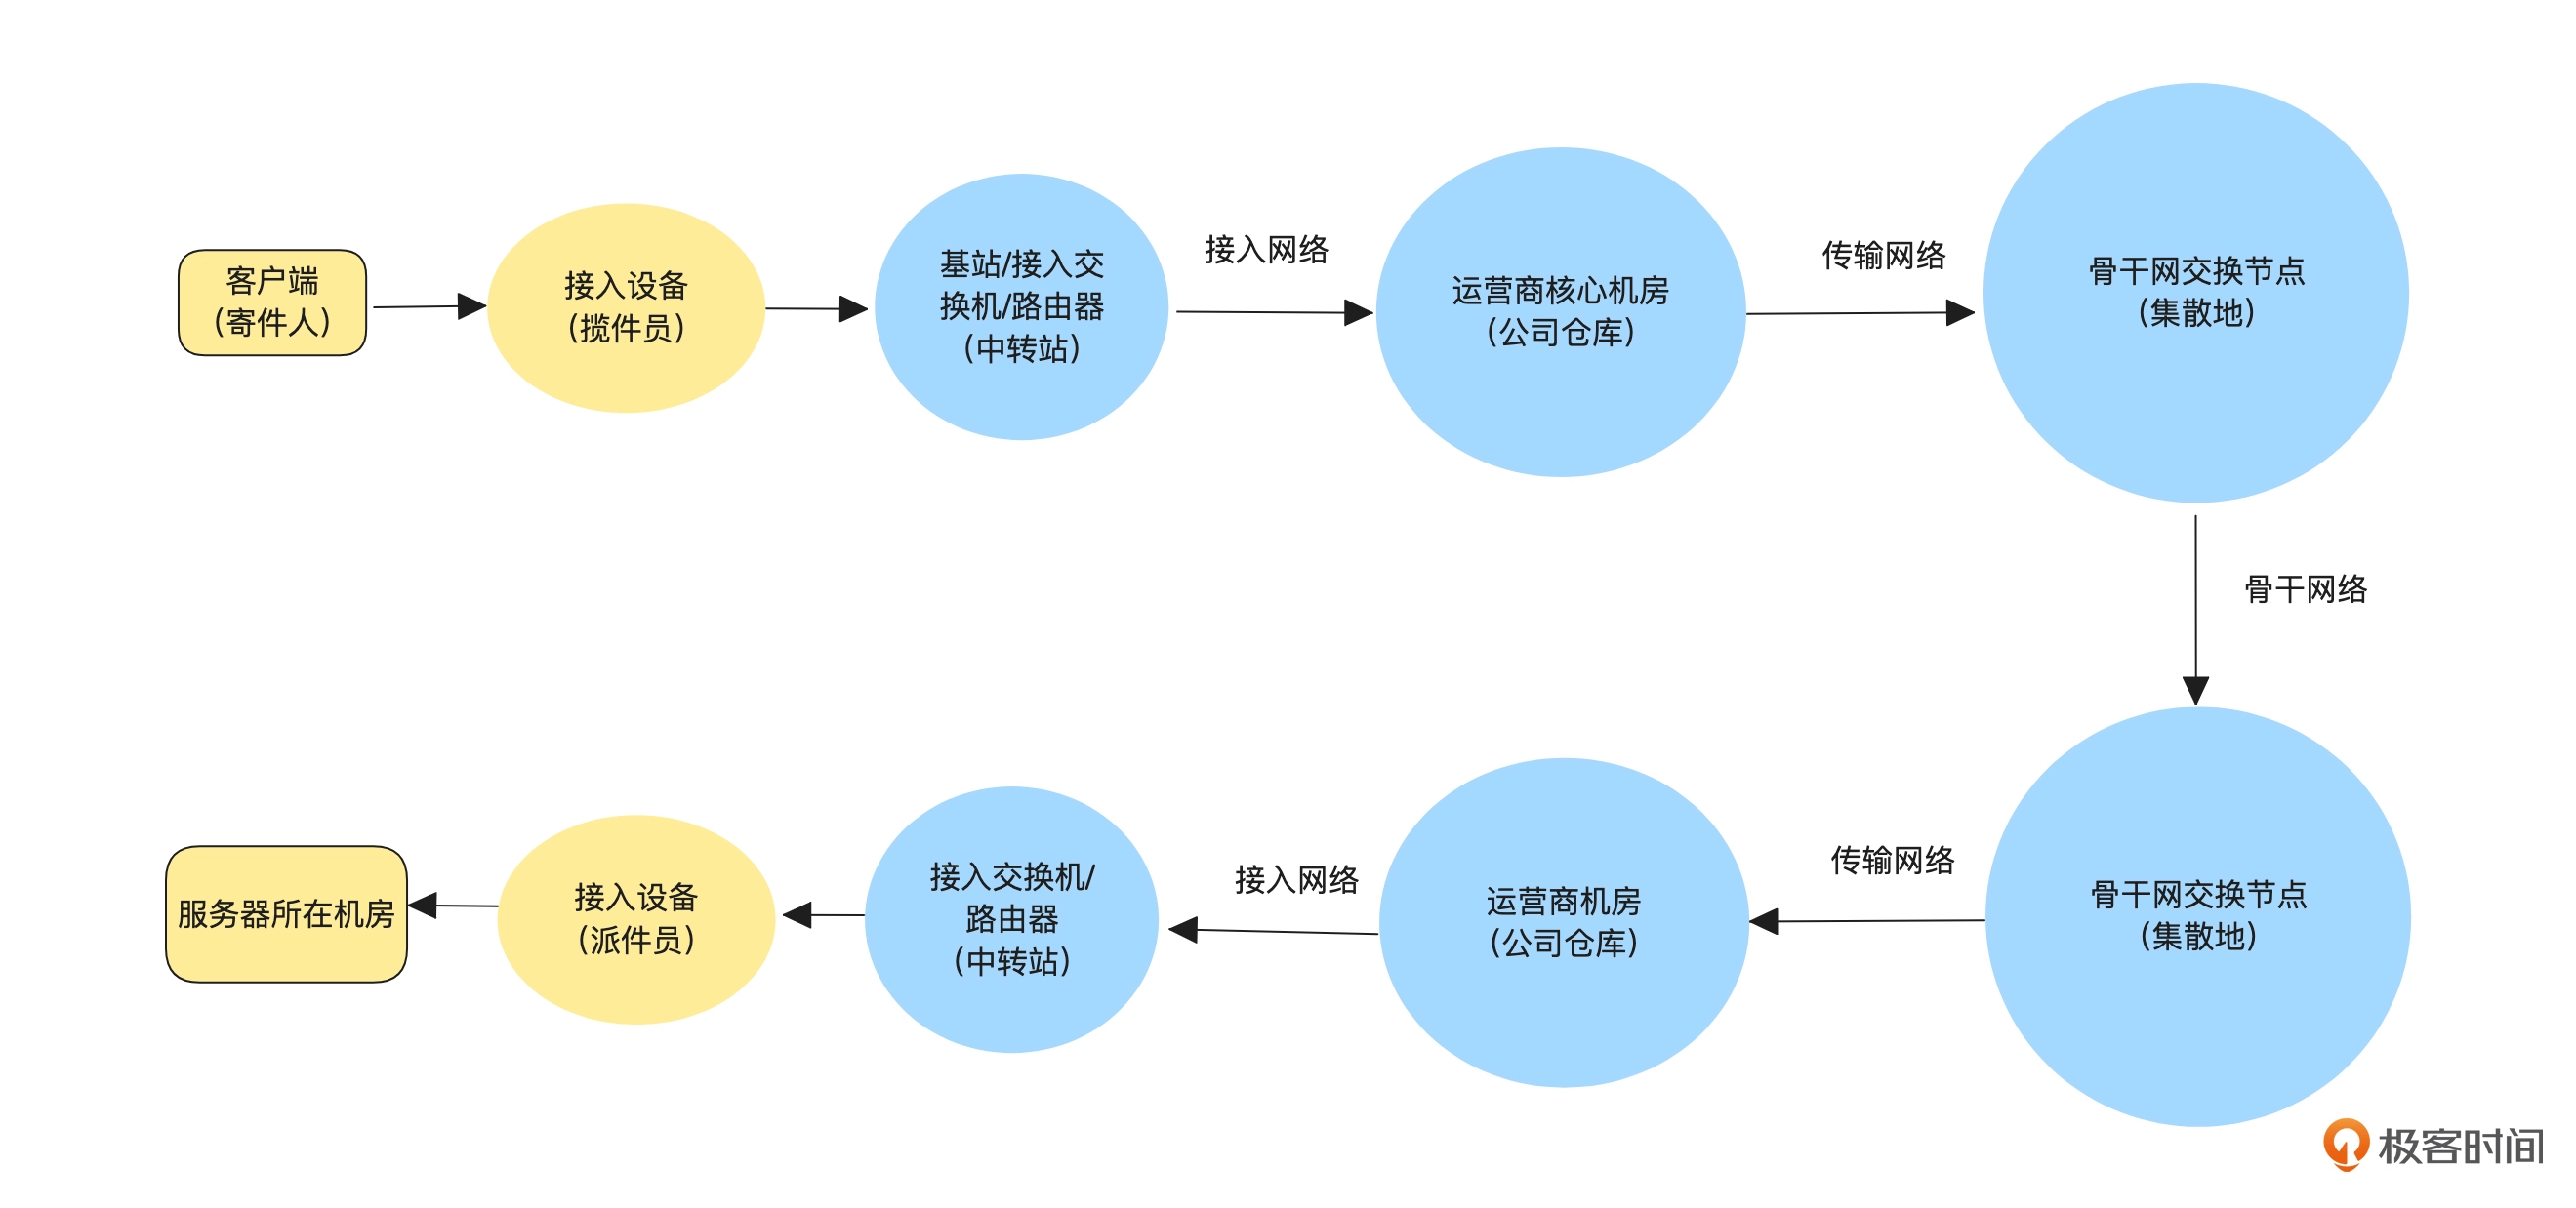 客户端
(寄件人)
接入设备
(揽件员)
基站/接入交
换机/路由器
(中转站)
接入网络
运营商核心机房
(公司仓库)
传输网络
骨干网交换节点
(集散地)
骨干网络
骨干网交换节点
(集散地)
传输网络
运营商机房
(公司仓库)
接入网络
接入交换机/
路由器
(中转站)
接入设备
(派件员)
服务器所在机房
极客时间